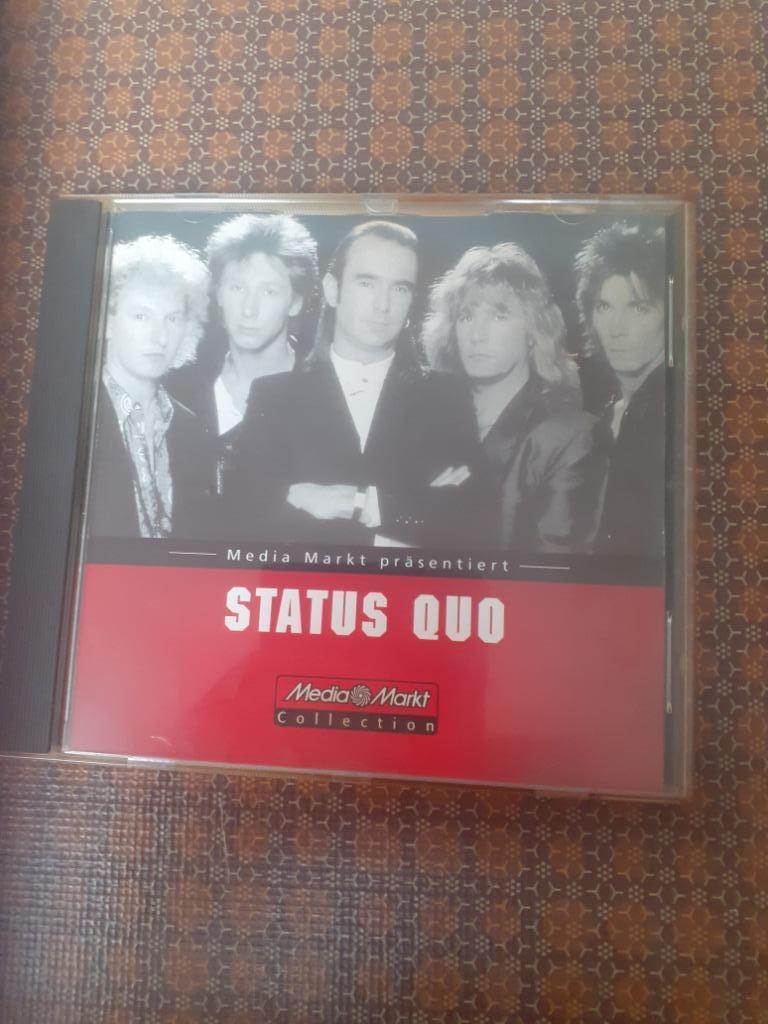 Media Markt präsentiert
STATUS QUO
Media Markt
Collection